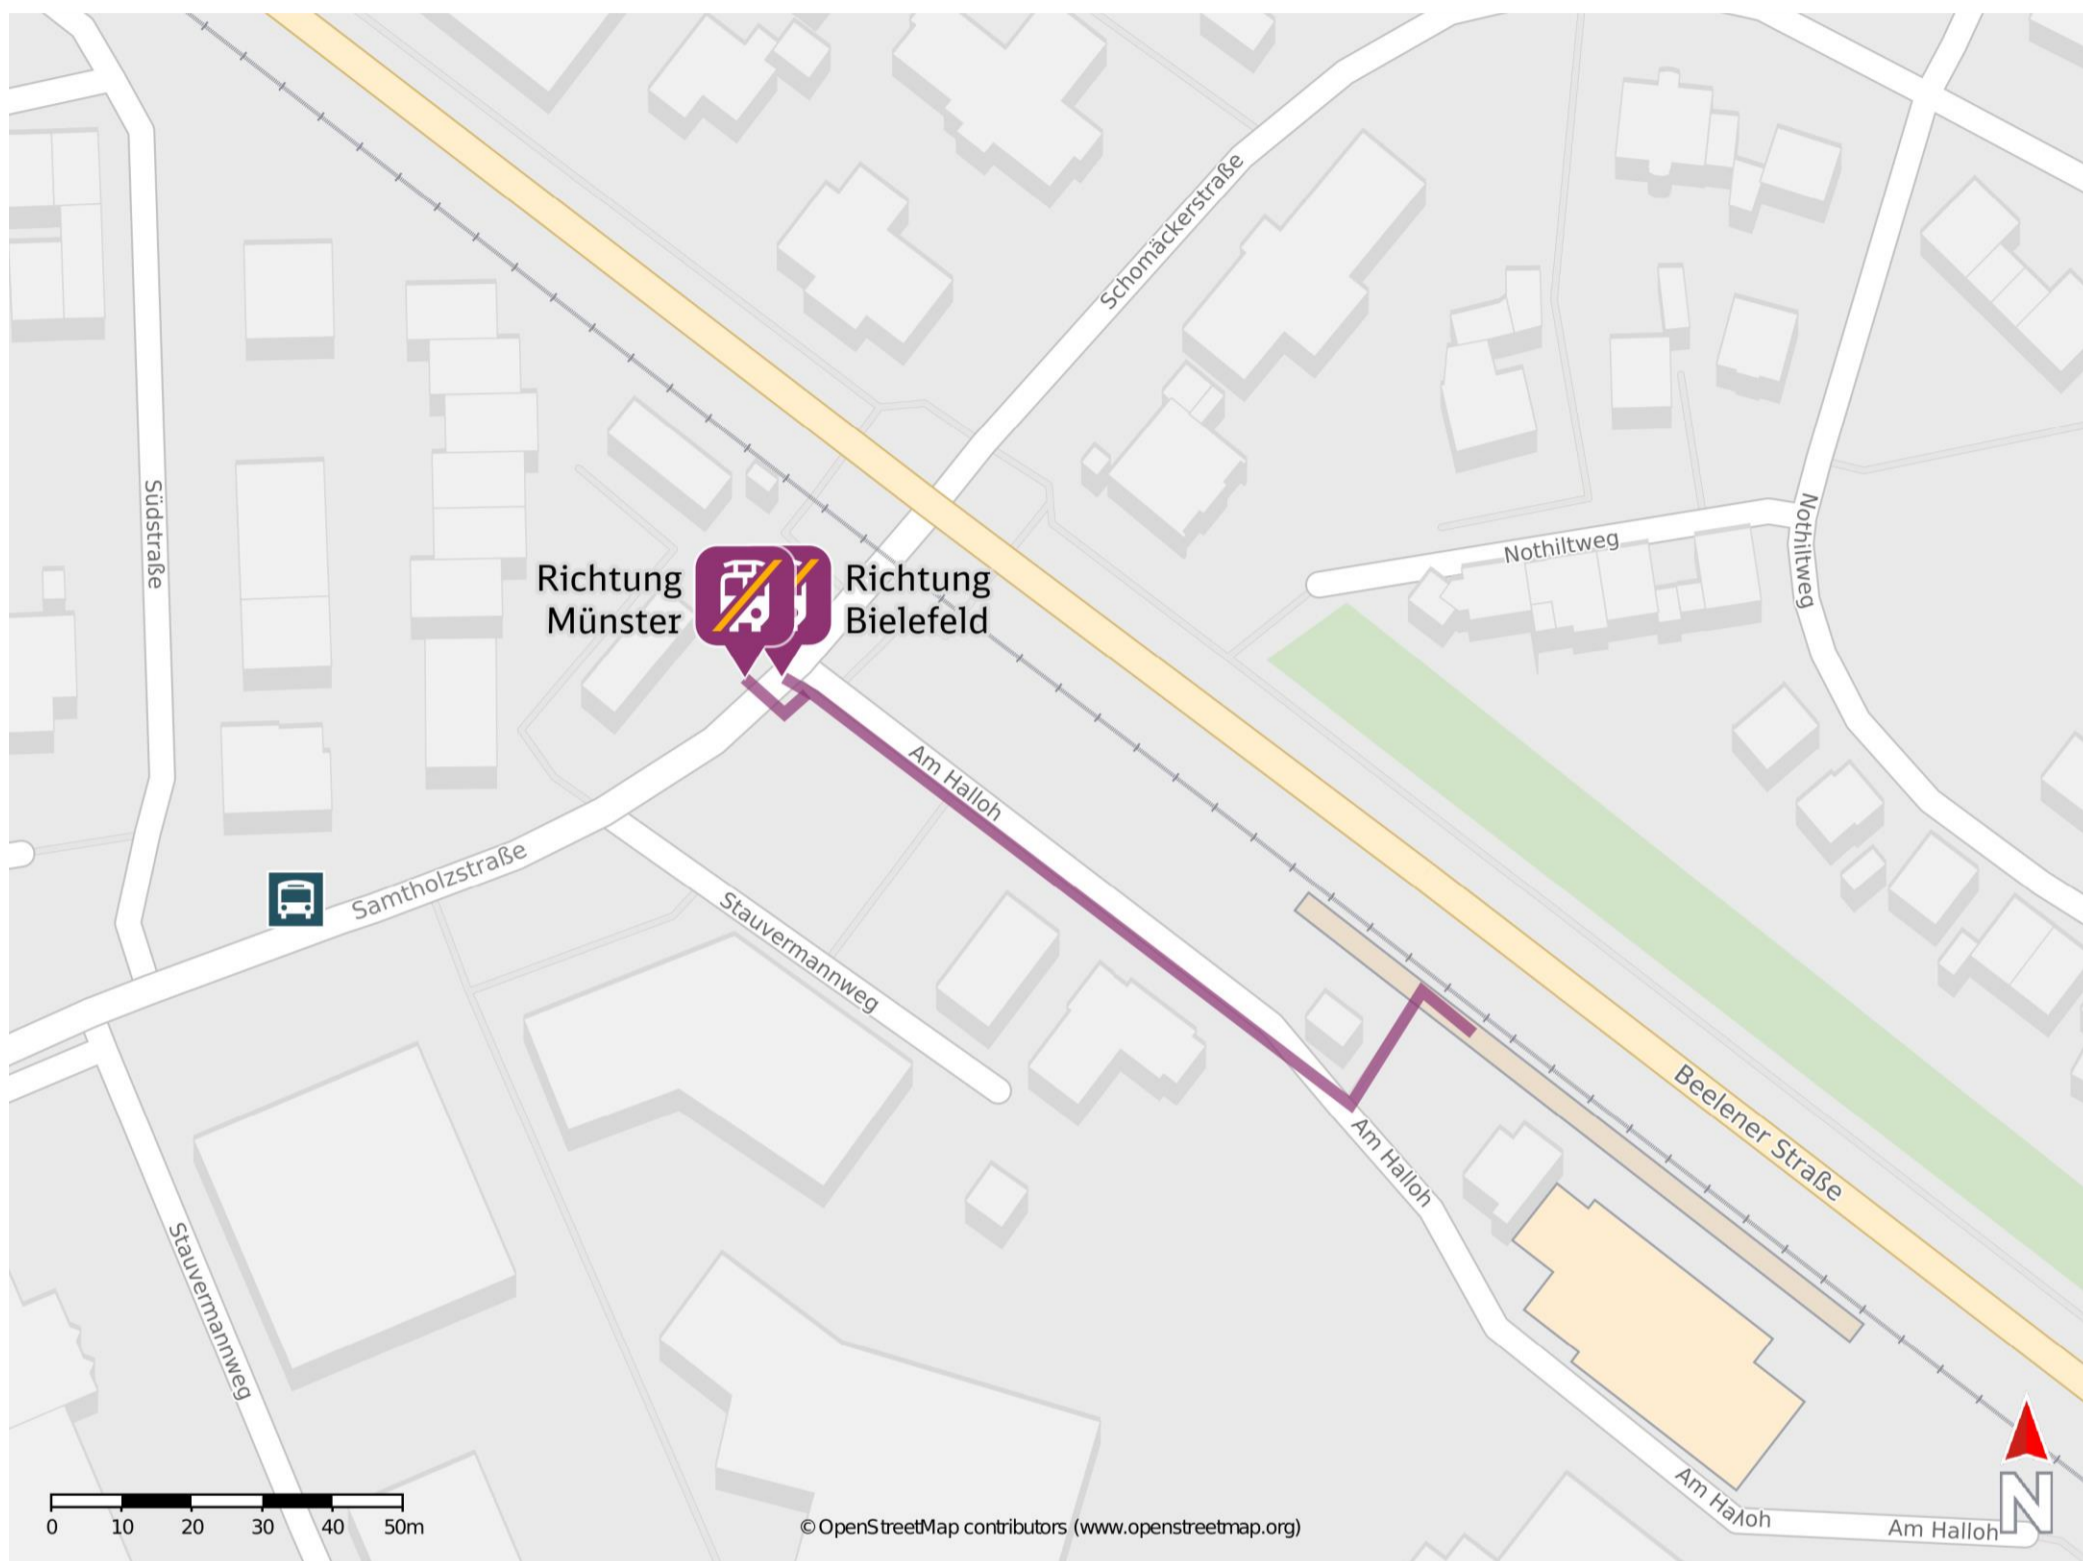 Schomäckerstraße
Südstraße
Nothiltweg
Nothiltweg
Richtung
Münster
Richtung
Bielefeld
Am Halloh
Samtholzstraße
Stauvermannweg
Beelener Straße
Am Halloh
Stauvermannweg
Am Halloh
Am Halloh
N
0 10 20 30 40 50m
© OpenStreetMap contributors (www.openstreetmap.org)